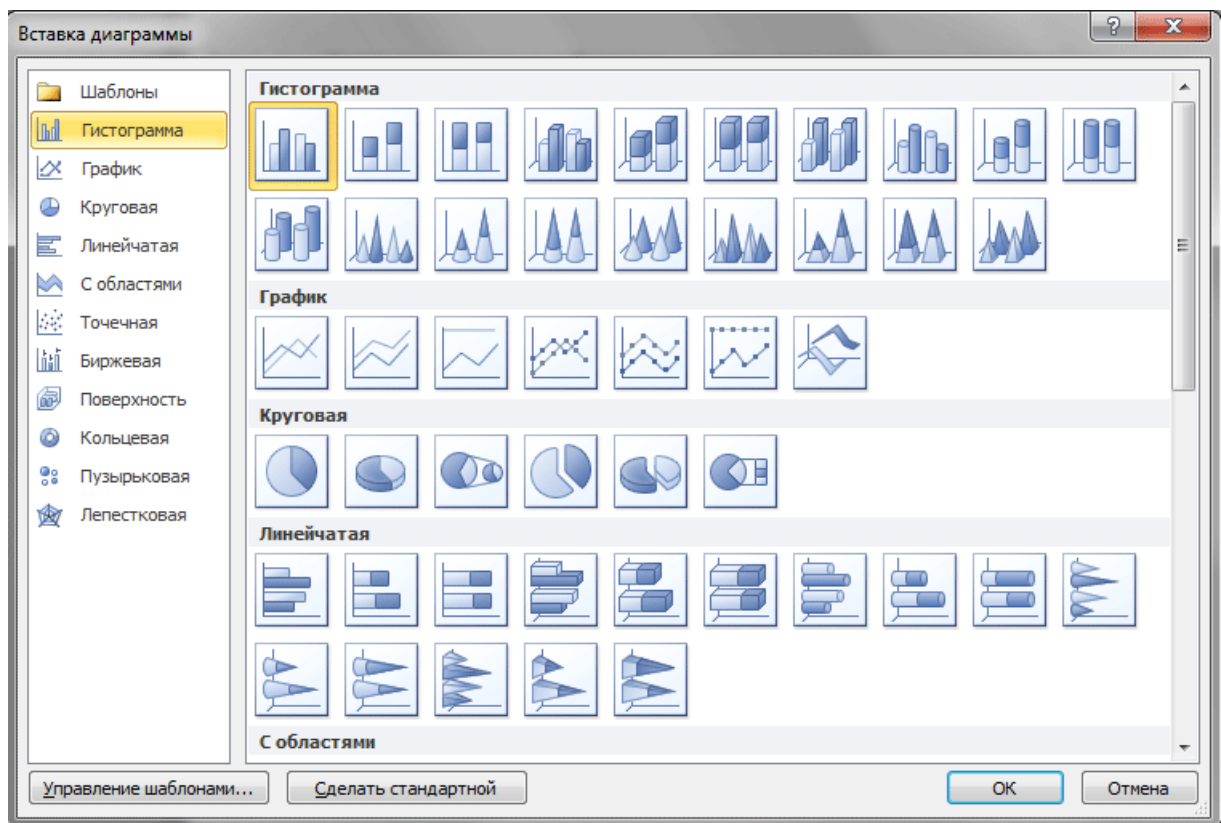 Вставка диаграммы
Шаблоны
Гистограмма
График
Круговая
Линейчатая
С областями
Точечная
Биржевая
Поверхность
Кольцевая
Пузырьковая
Лепестковая
Гистограмма
График
Круговая
Линейчатая
С областями
Управление шаблонами...
Сделать стандартной
ОК
Отмена